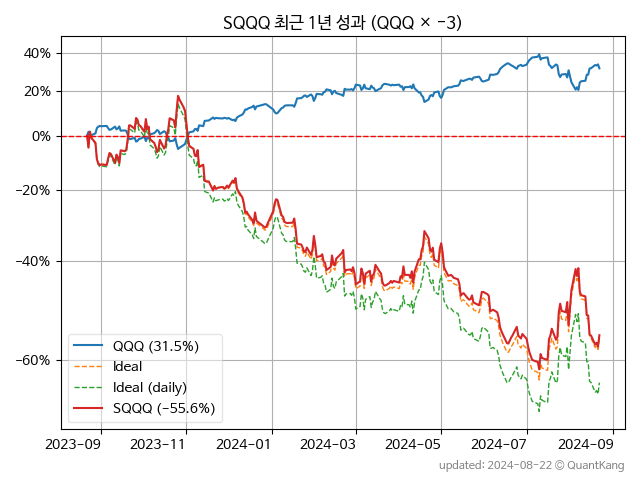 SQQQ 최근 1년 성과 (QQQ × −3)
40%
20%
0%
−20%
−40%
−60%
QQQ (31.5%)
Ideal
Ideal (daily)
SQQQ (−55.6%)
2023−09
2023−11
2024−01
2024−03
2024−05
2024−07
2024−09
updated: 2024−08−22 © QuantKang